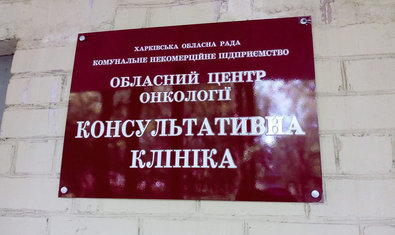 ХАРКІВСЬКА ОБЛАСНА РАДА
КОМУНАЛЬНЕ НЕКОМЕРЦІЙНЕ ПІДПРИЄМСТВО
ОБЛАСНИЙ ЦЕНТР
ОНКОЛОГІЇ
КОНСУЛЬТАТИВНА
КЛІНІКА